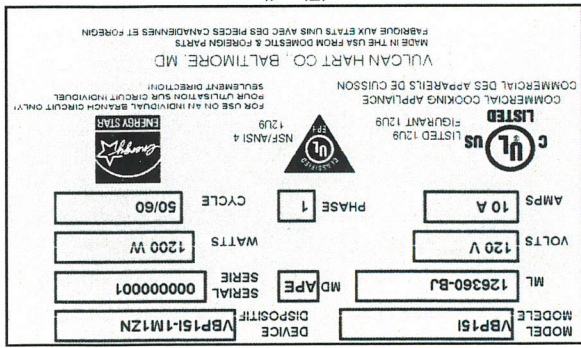 MODEL MODELE VBP15I DEVICE DISPOSITIF VBP15I-1M1ZN
ML 126360-BJ MD APE SERIAL SERIE 000000001
VOLTS 120 V WATTS 1200 W
AMPS 10 A PHASE 1 CYCLE 50/60
C UL US LISTED
LISTED 12U9
FIGURANT 12U9
CLASSIFIED UL EPH
NSF/ANSI 4
12U9
energy
ENERGY STAR
COMMERCIAL COOKING APPLIANCE
COMMERCIAL DES APPAREILS DE CUISSON
FOR USE ON AN INDIVIDUAL BRANCH CIRCUIT ONLY!
POUR UTILISATION SUR CIRCUIT INDIVIDUEL
SEULEMENT DIRECTION!
VULCAN HART CO. BALTIMORE, MD
MADE IN THE USA FROM DOMESTIC & FOREIGN PARTS
FABRIQUE AUX ETATS UNIS AVEC DES PIECES CANADIENNES ET FOREGIN